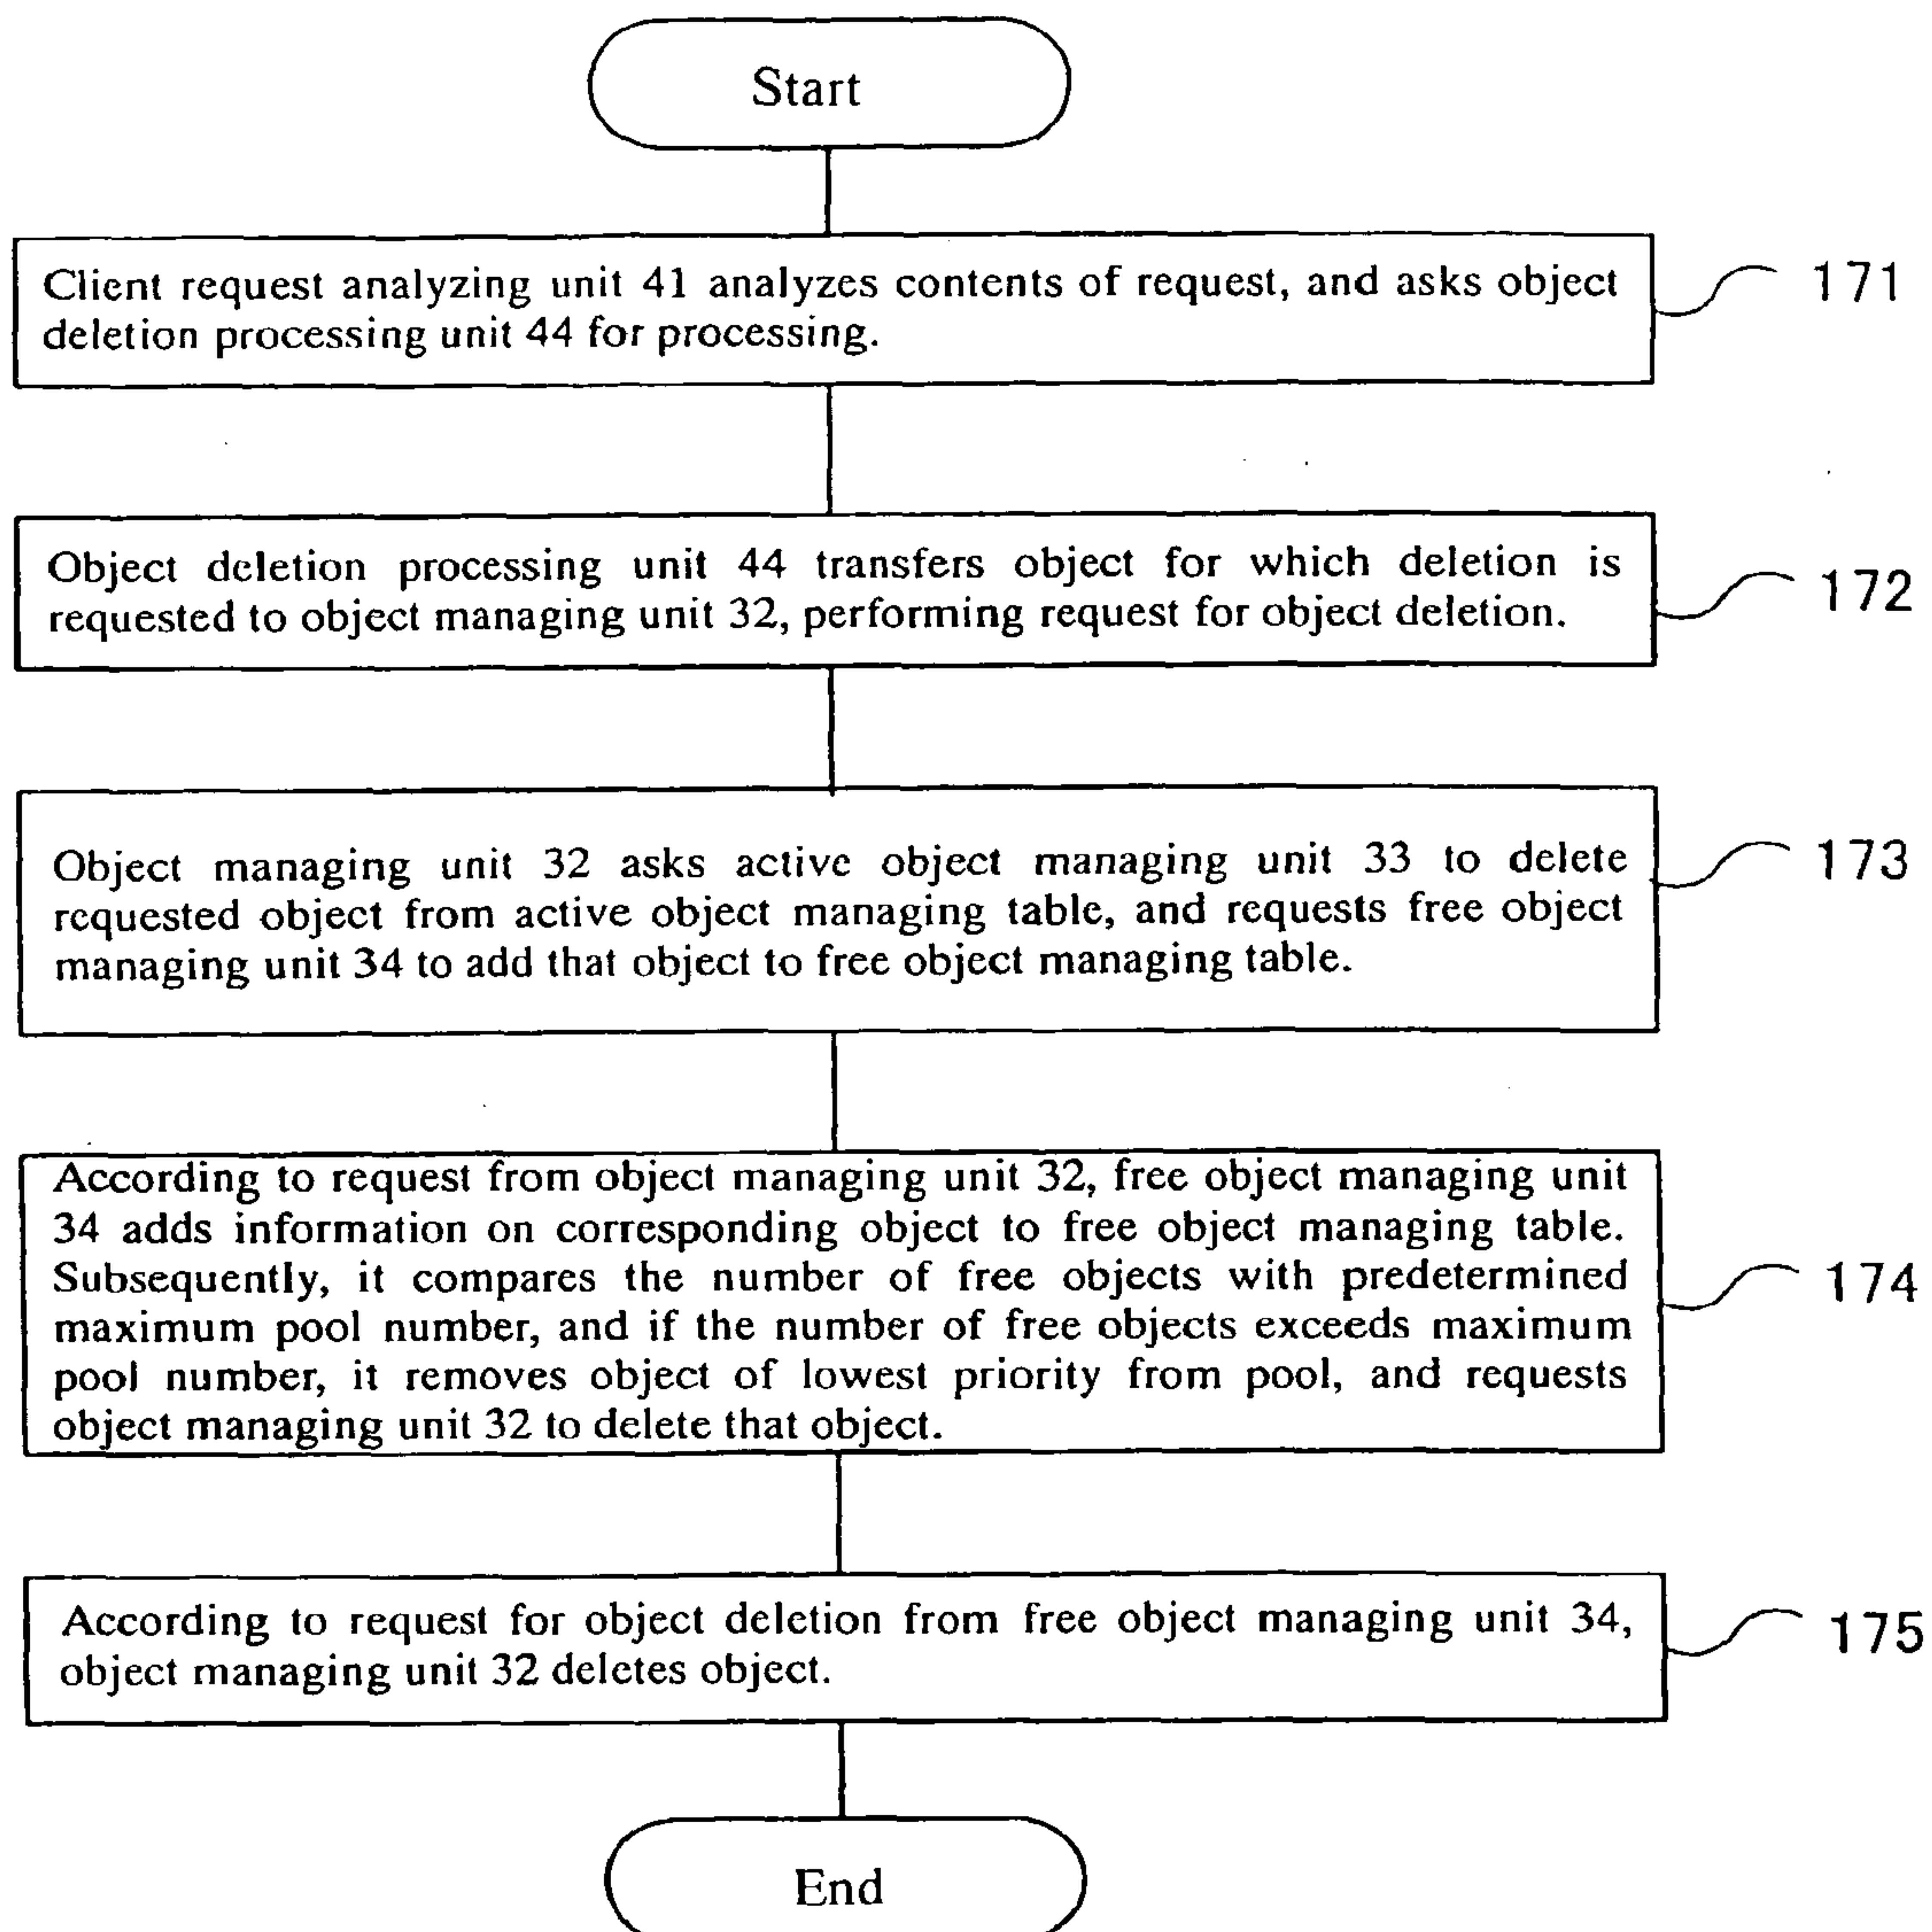 Start
Client request analyzing unit 41 analyzes contents of request, and asks object
deletion processing unit 44 for processing.
171
Object deletion processing unit 44 transfers object for which deletion is
requested to object managing unit 32, performing request for object deletion.
172
Object managing unit 32 asks active object managing unit 33 to delete
requested object from active object managing table, and requests free object
managing unit 34 to add that object to free object managing table.
173
According to request from object managing unit 32, free object managing unit
34 adds information on corresponding object to free object managing table.
Subsequently, it compares the number of free objects with predetermined
maximum pool number, and if the number of free objects exceeds maximum
pool number, it removes object of lowest priority from pool, and requests
object managing unit 32 to delete that object.
174
According to request for object deletion from free object managing unit 34,
object managing unit 32 deletes object.
175
End